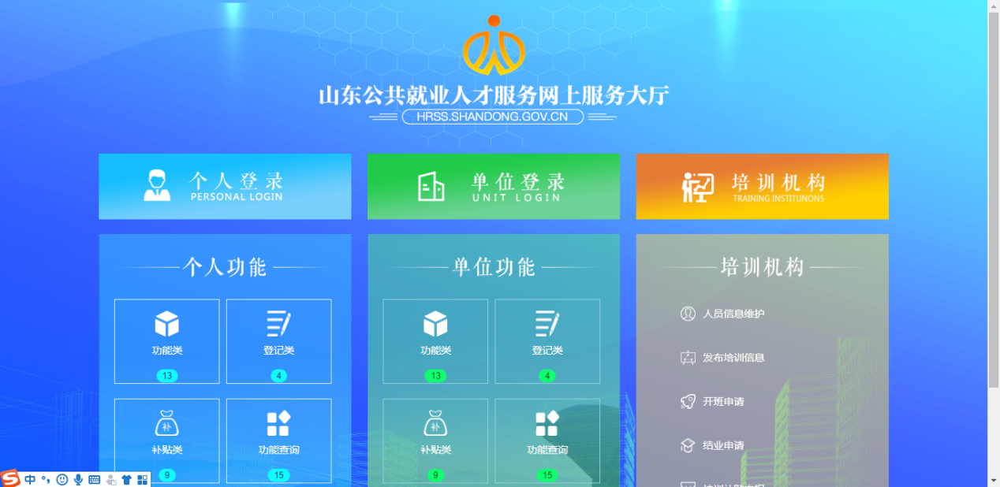 山东公共就业人才服务网上服务大厅
HRSS.SHANDONG.GOV.CN
个人登录
PERSONAL LOGIN
单位登录
UNIT LOGIN
培训机构
TRAINING INSTITUNONS
个人功能
功能类
13
登记类
4
补
补贴类
9
功能查询
15
单位功能
功能类
13
登记类
4
补
补贴类
9
功能查询
15
培训机构
人员信息维护
发布培训信息
开班申请
结业申请
S 中